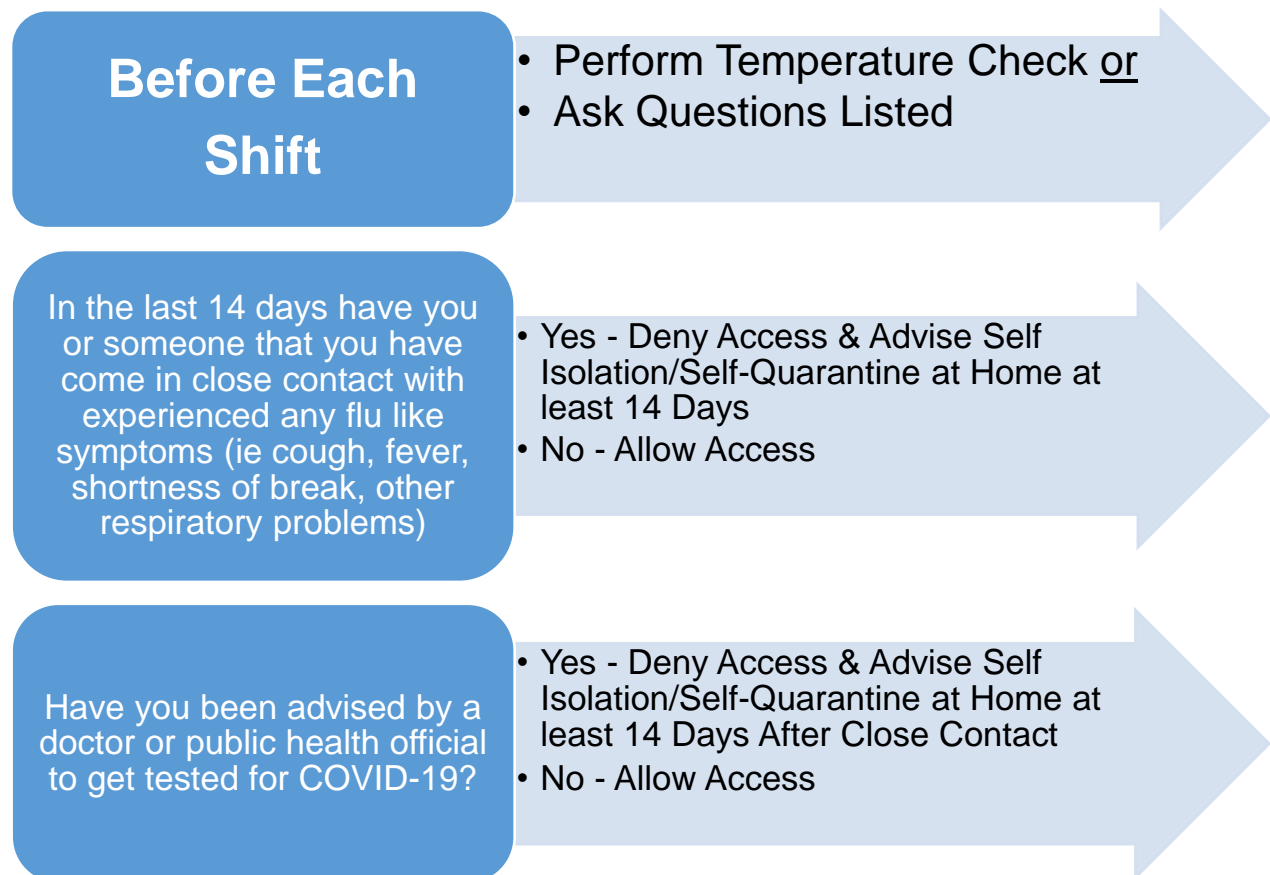 Before Each
Shift
• Perform Temperature Check or
• Ask Questions Listed
In the last 14 days have you
or someone that you have
come in close contact with
experienced any flu like
symptoms (ie cough, fever,
shortness of break, other
respiratory problems)
• Yes - Deny Access & Advise Self
Isolation/Self-Quarantine at Home at
least 14 Days
• No - Allow Access
Have you been advised by a
doctor or public health official
to get tested for COVID-19?
• Yes - Deny Access & Advise Self
Isolation/Self-Quarantine at Home at
least 14 Days After Close Contact
• No - Allow Access